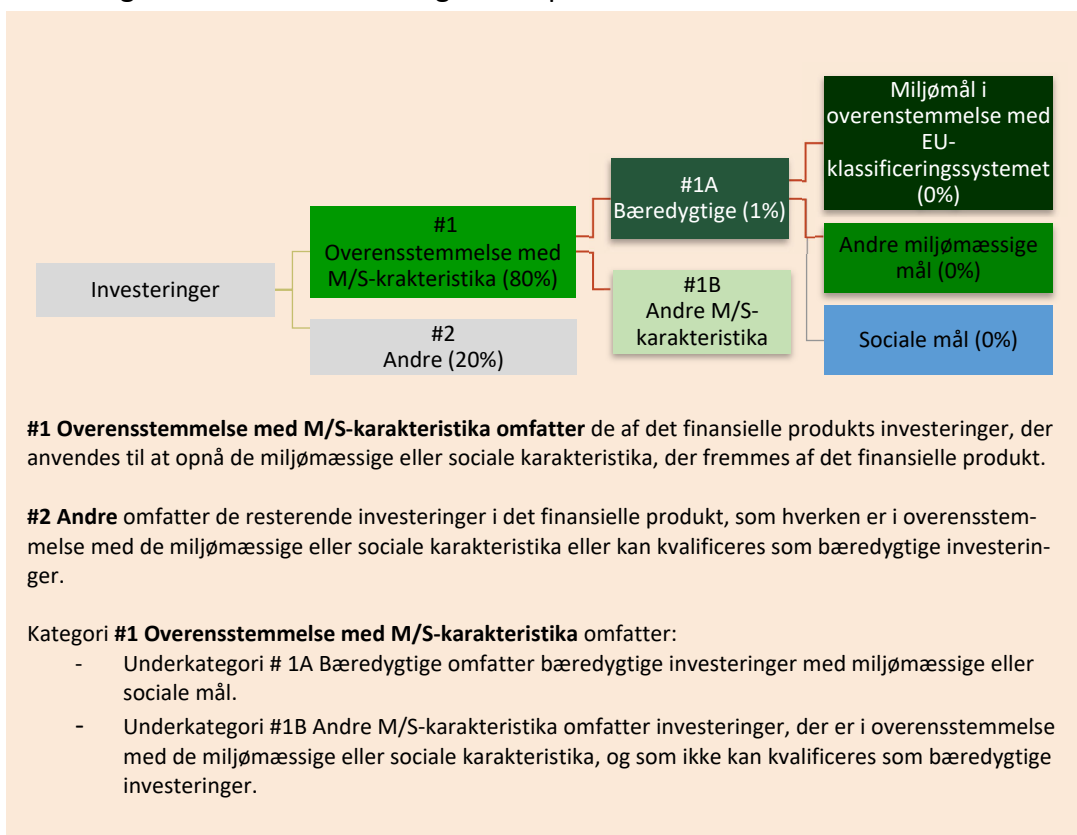 Miljømål i
overenstemmelse med
EU-
klassificeringssystemet
(0%)
#1A
Bæredygtige (1%)
#1
Overensstemmelse med
M/S-krakteristika (80%)
Andre miljømæssige
mål (0%)
Investeringer
#1B
Andre M/S-
karakteristika
#2
Andre (20%)
Sociale mål (0%)
#1 Overensstemmelse med M/S-karakteristika omfatter de af det finansielle produkts investeringer, der
anvendes til at opnå de miljømæssige eller sociale karakteristika, der fremmes af det finansielle produkt.
#2 Andre omfatter de resterende investeringer i det finansielle produkt, som hverken er i overensstem-
melse med de miljømæssige eller sociale karakteristika eller kan kvalificeres som bæredygtige investerin-
ger.
Kategori #1 Overensstemmelse med M/S-karakteristika omfatter:
- Underkategori # 1A Bæredygtige omfatter bæredygtige investeringer med miljømæssige eller
sociale mål.
- Underkategori #1B Andre M/S-karakteristika omfatter investeringer, der er i overensstemmelse
med de miljømæssige eller sociale karakteristika, og som ikke kan kvalificeres som bæredygtige
investeringer.